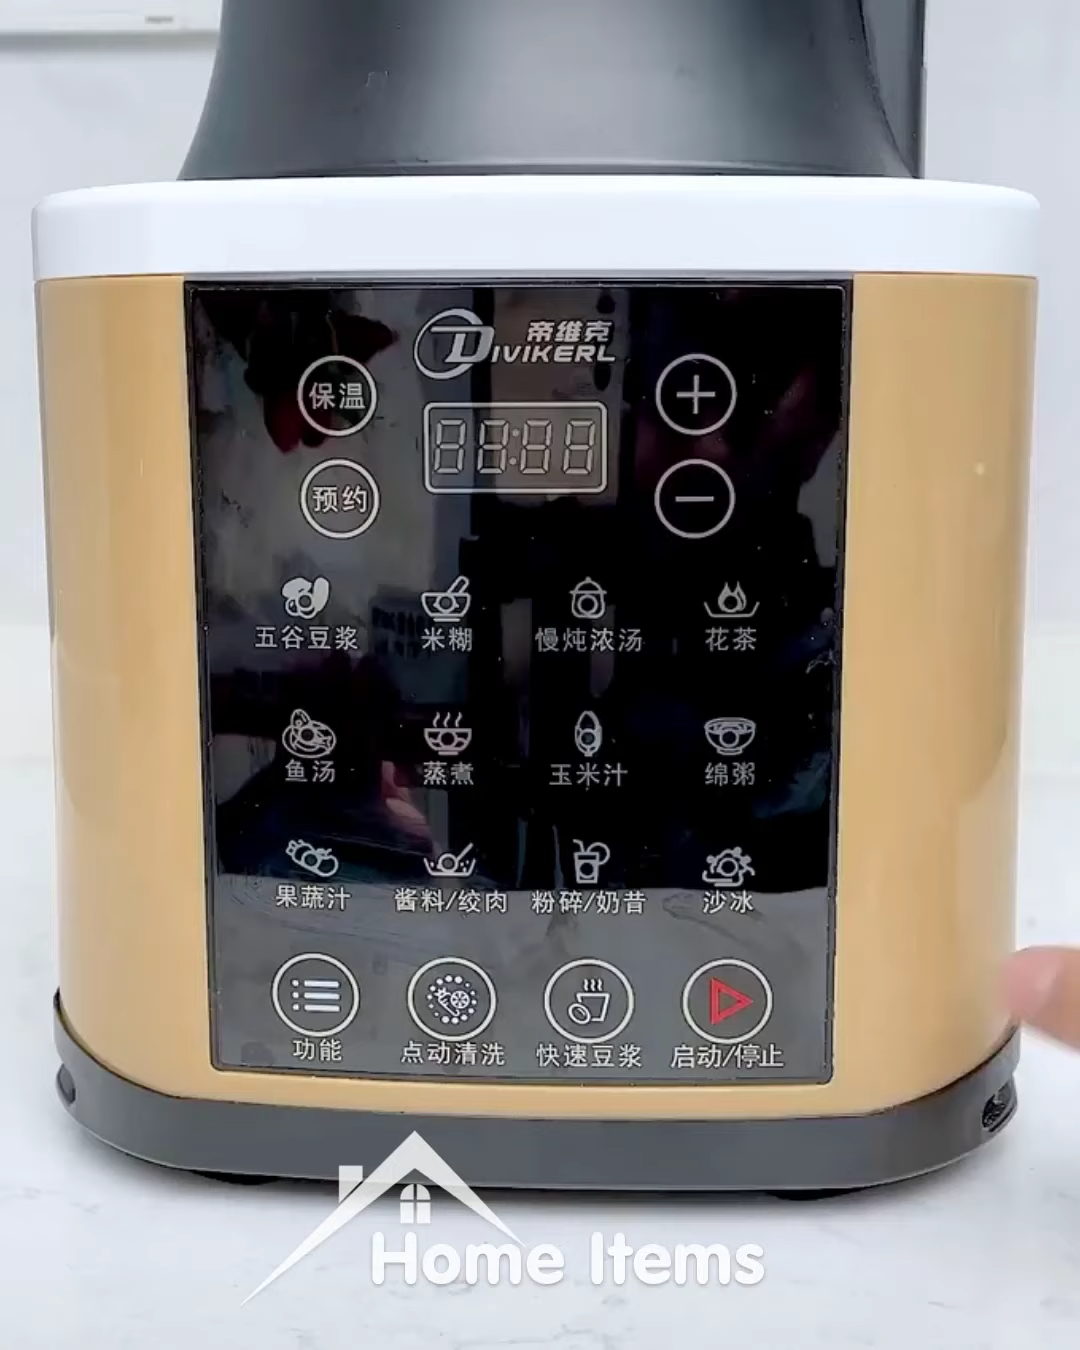 帝维克
DIVIKERL
保温
88:88
预约
五谷豆浆 米糊 慢炖浓汤 花茶
鱼汤 蒸煮 玉米汁 绵粥
果蔬汁 酱料/绞肉 粉碎/奶昔 沙冰
功能 点动清洗 快速豆浆 启动/停止
Home Items